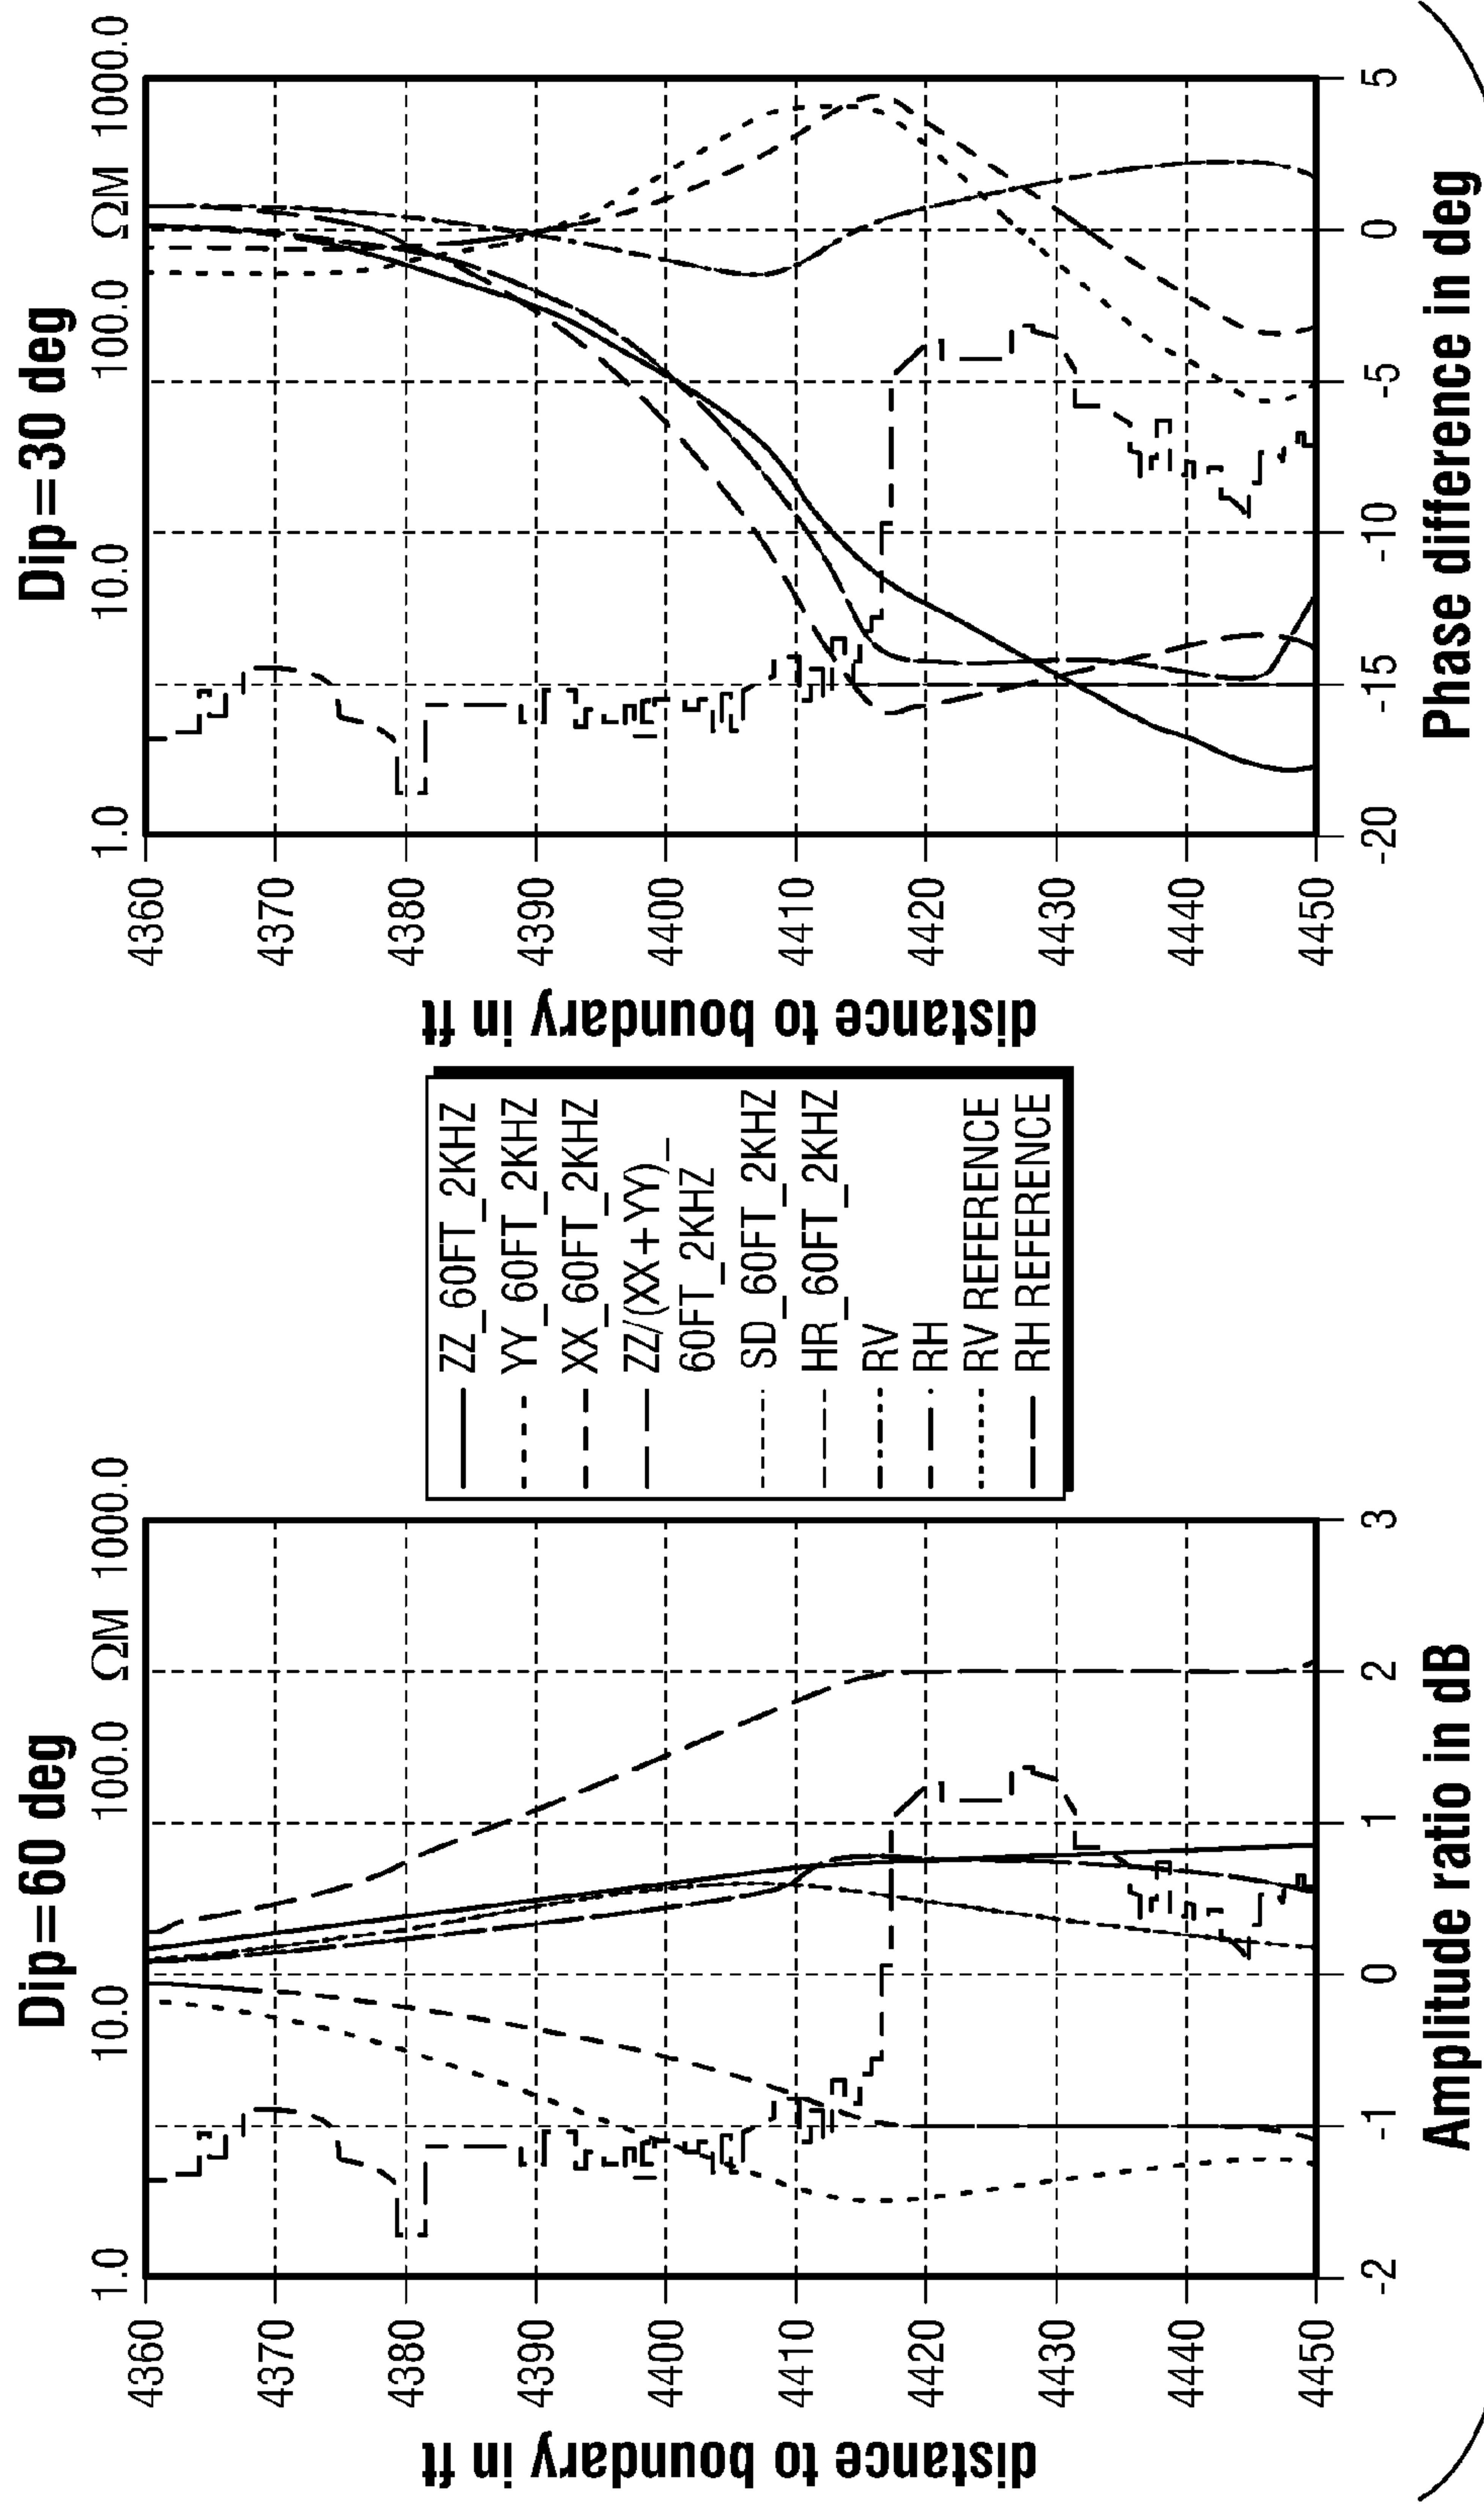 Dip=60 deg
1.0
10.0
100.0
ΩM
1000.0
4360
4370
4380
4390
4400
4410
4420
4430
4440
4450
distance to boundary in ft
-2
-1
0
1
2
3
Amplitude ratio in dB
ZZ_60FT_2KHZ
YY_60FT_2KHZ
XX_60FT_2KHZ
ZZ/(XX+YY)_
60FT_2KHZ
SD_60FT_2KHZ
HR_60FT_2KHZ
RV
RH
RV REFERENCE
RH REFERENCE
Dip=30 deg
1.0
10.0
100.0
ΩM
1000.0
4360
4370
4380
4390
4400
4410
4420
4430
4440
4450
distance to boundary in ft
-20
-15
-10
-5
0
5
Phase difference in deg